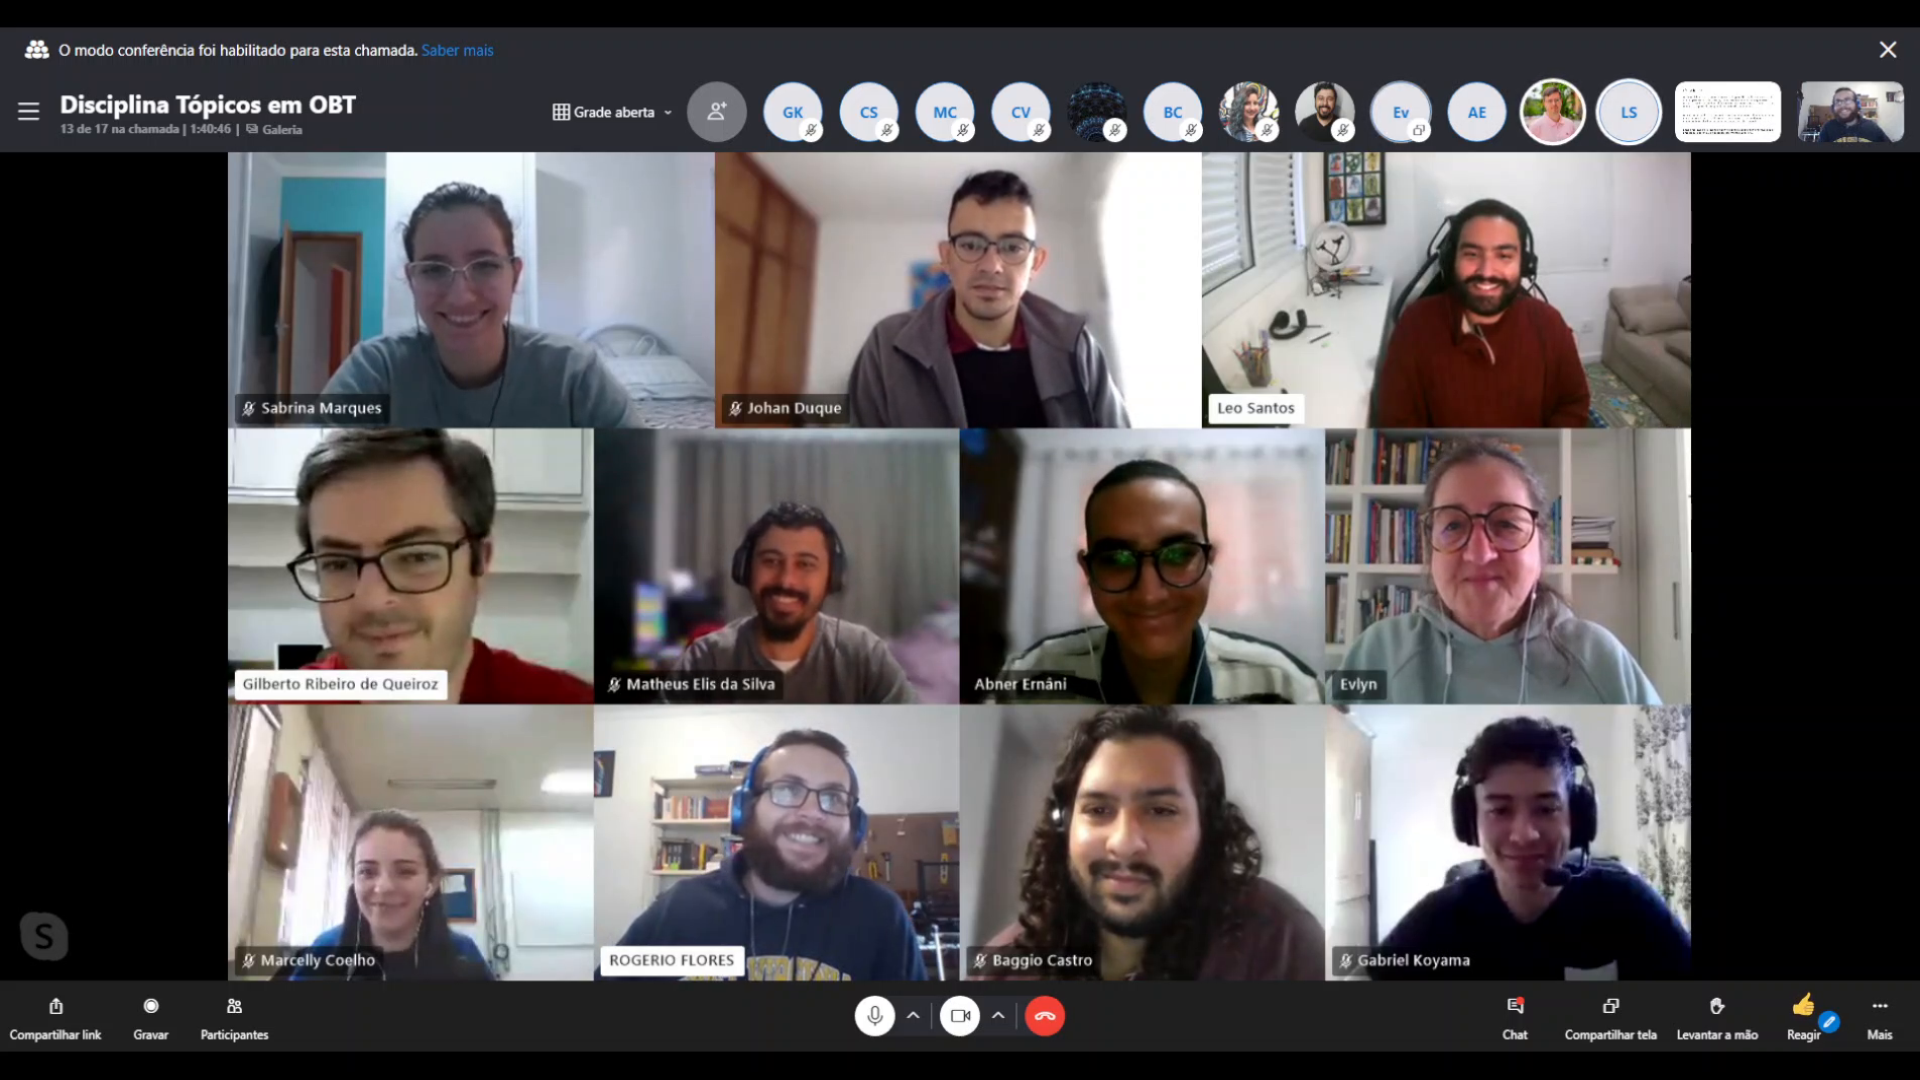 O modo conferência foi habilitado para esta chamada. Saber mais
Disciplina Tópicos em OBT
13 de 17 na chamada | 1:40:46 | Galeria
Grade aberta
GK CS MC CV BC Ev AE LS
Sabrina Marques
Johan Duque
Leo Santos
Gilberto Ribeiro de Queiroz
Matheus Elis da Silva
Abner Ernâni
Evlyn
Marcelly Coelho
ROGERIO FLORES
Baggio Castro
Gabriel Koyama
S
Compartilhar link Gravar Participantes Chat Compartilhar tela Levantar a mão Reagir Mais